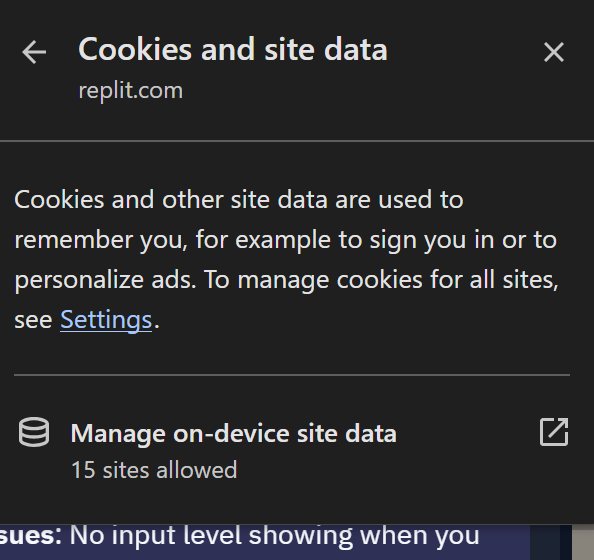 Cookies and site data
replit.com
Cookies and other site data are used to
remember you, for example to sign you in or to
personalize ads. To manage cookies for all sites,
see Settings.
Manage on-device site data
15 sites allowed
sues: No input level showing when you